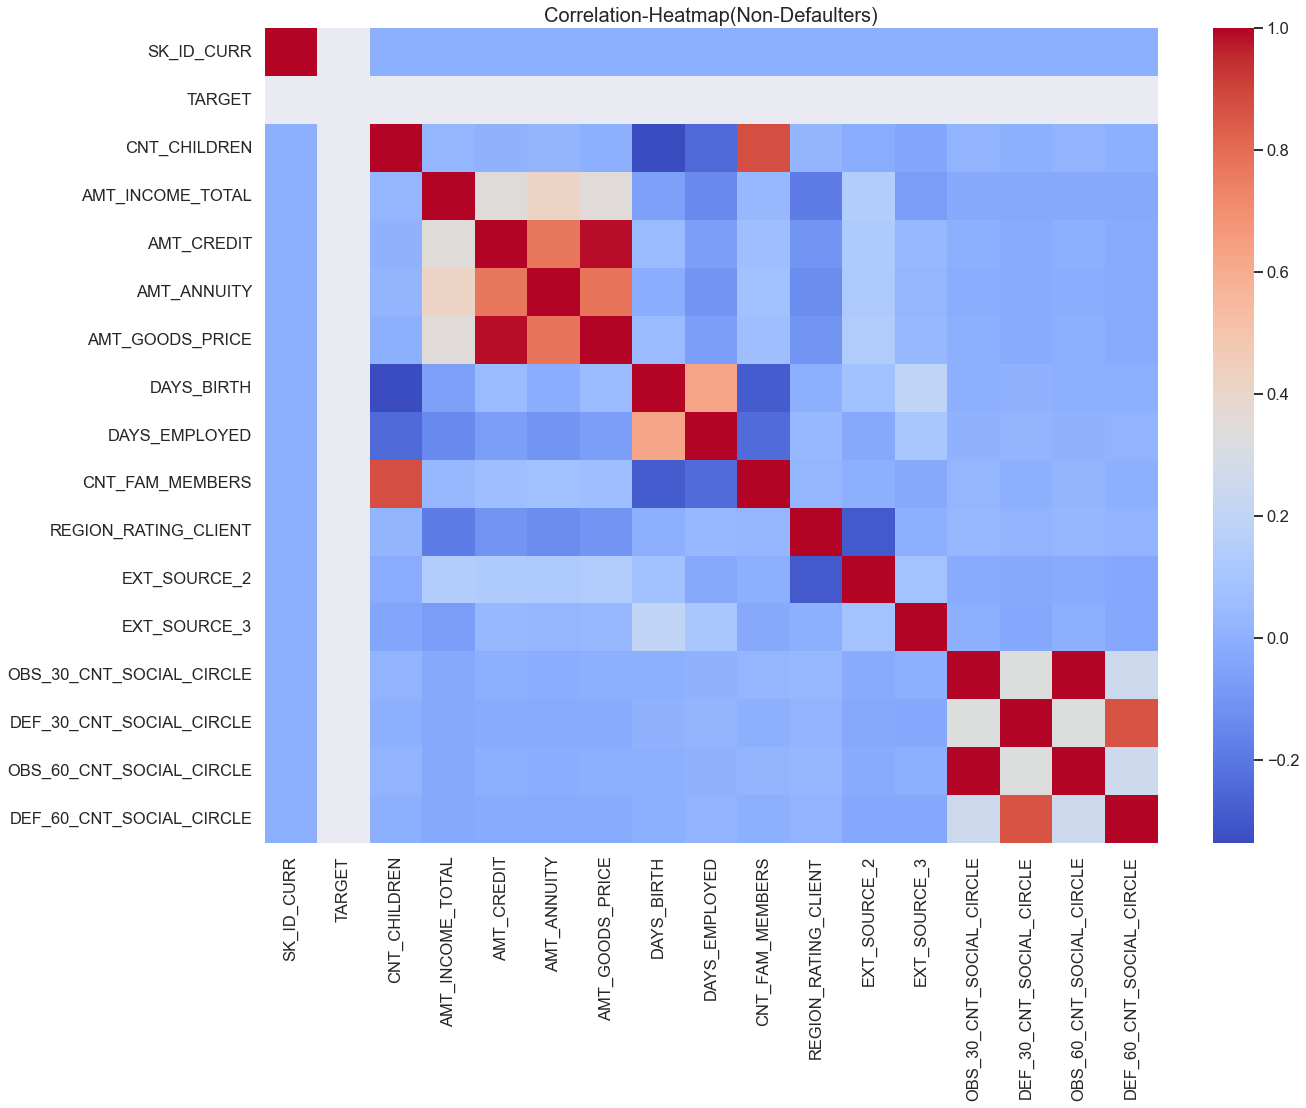 Correlation-Heatmap(Non-Defaulters)
SK_ID_CURR
TARGET
CNT_CHILDREN
AMT_INCOME_TOTAL
AMT_CREDIT
AMT_ANNUITY
AMT_GOODS_PRICE
DAYS_BIRTH
DAYS_EMPLOYED
CNT_FAM_MEMBERS
REGION_RATING_CLIENT
EXT_SOURCE_2
EXT_SOURCE_3
OBS_30_CNT_SOCIAL_CIRCLE
DEF_30_CNT_SOCIAL_CIRCLE
OBS_60_CNT_SOCIAL_CIRCLE
DEF_60_CNT_SOCIAL_CIRCLE
SK_ID_CURR
TARGET
CNT_CHILDREN
AMT_INCOME_TOTAL
AMT_CREDIT
AMT_ANNUITY
AMT_GOODS_PRICE
DAYS_BIRTH
DAYS_EMPLOYED
CNT_FAM_MEMBERS
REGION_RATING_CLIENT
EXT_SOURCE_2
EXT_SOURCE_3
OBS_30_CNT_SOCIAL_CIRCLE
DEF_30_CNT_SOCIAL_CIRCLE
OBS_60_CNT_SOCIAL_CIRCLE
DEF_60_CNT_SOCIAL_CIRCLE
1.0
0.8
0.6
0.4
0.2
0.0
−0.2